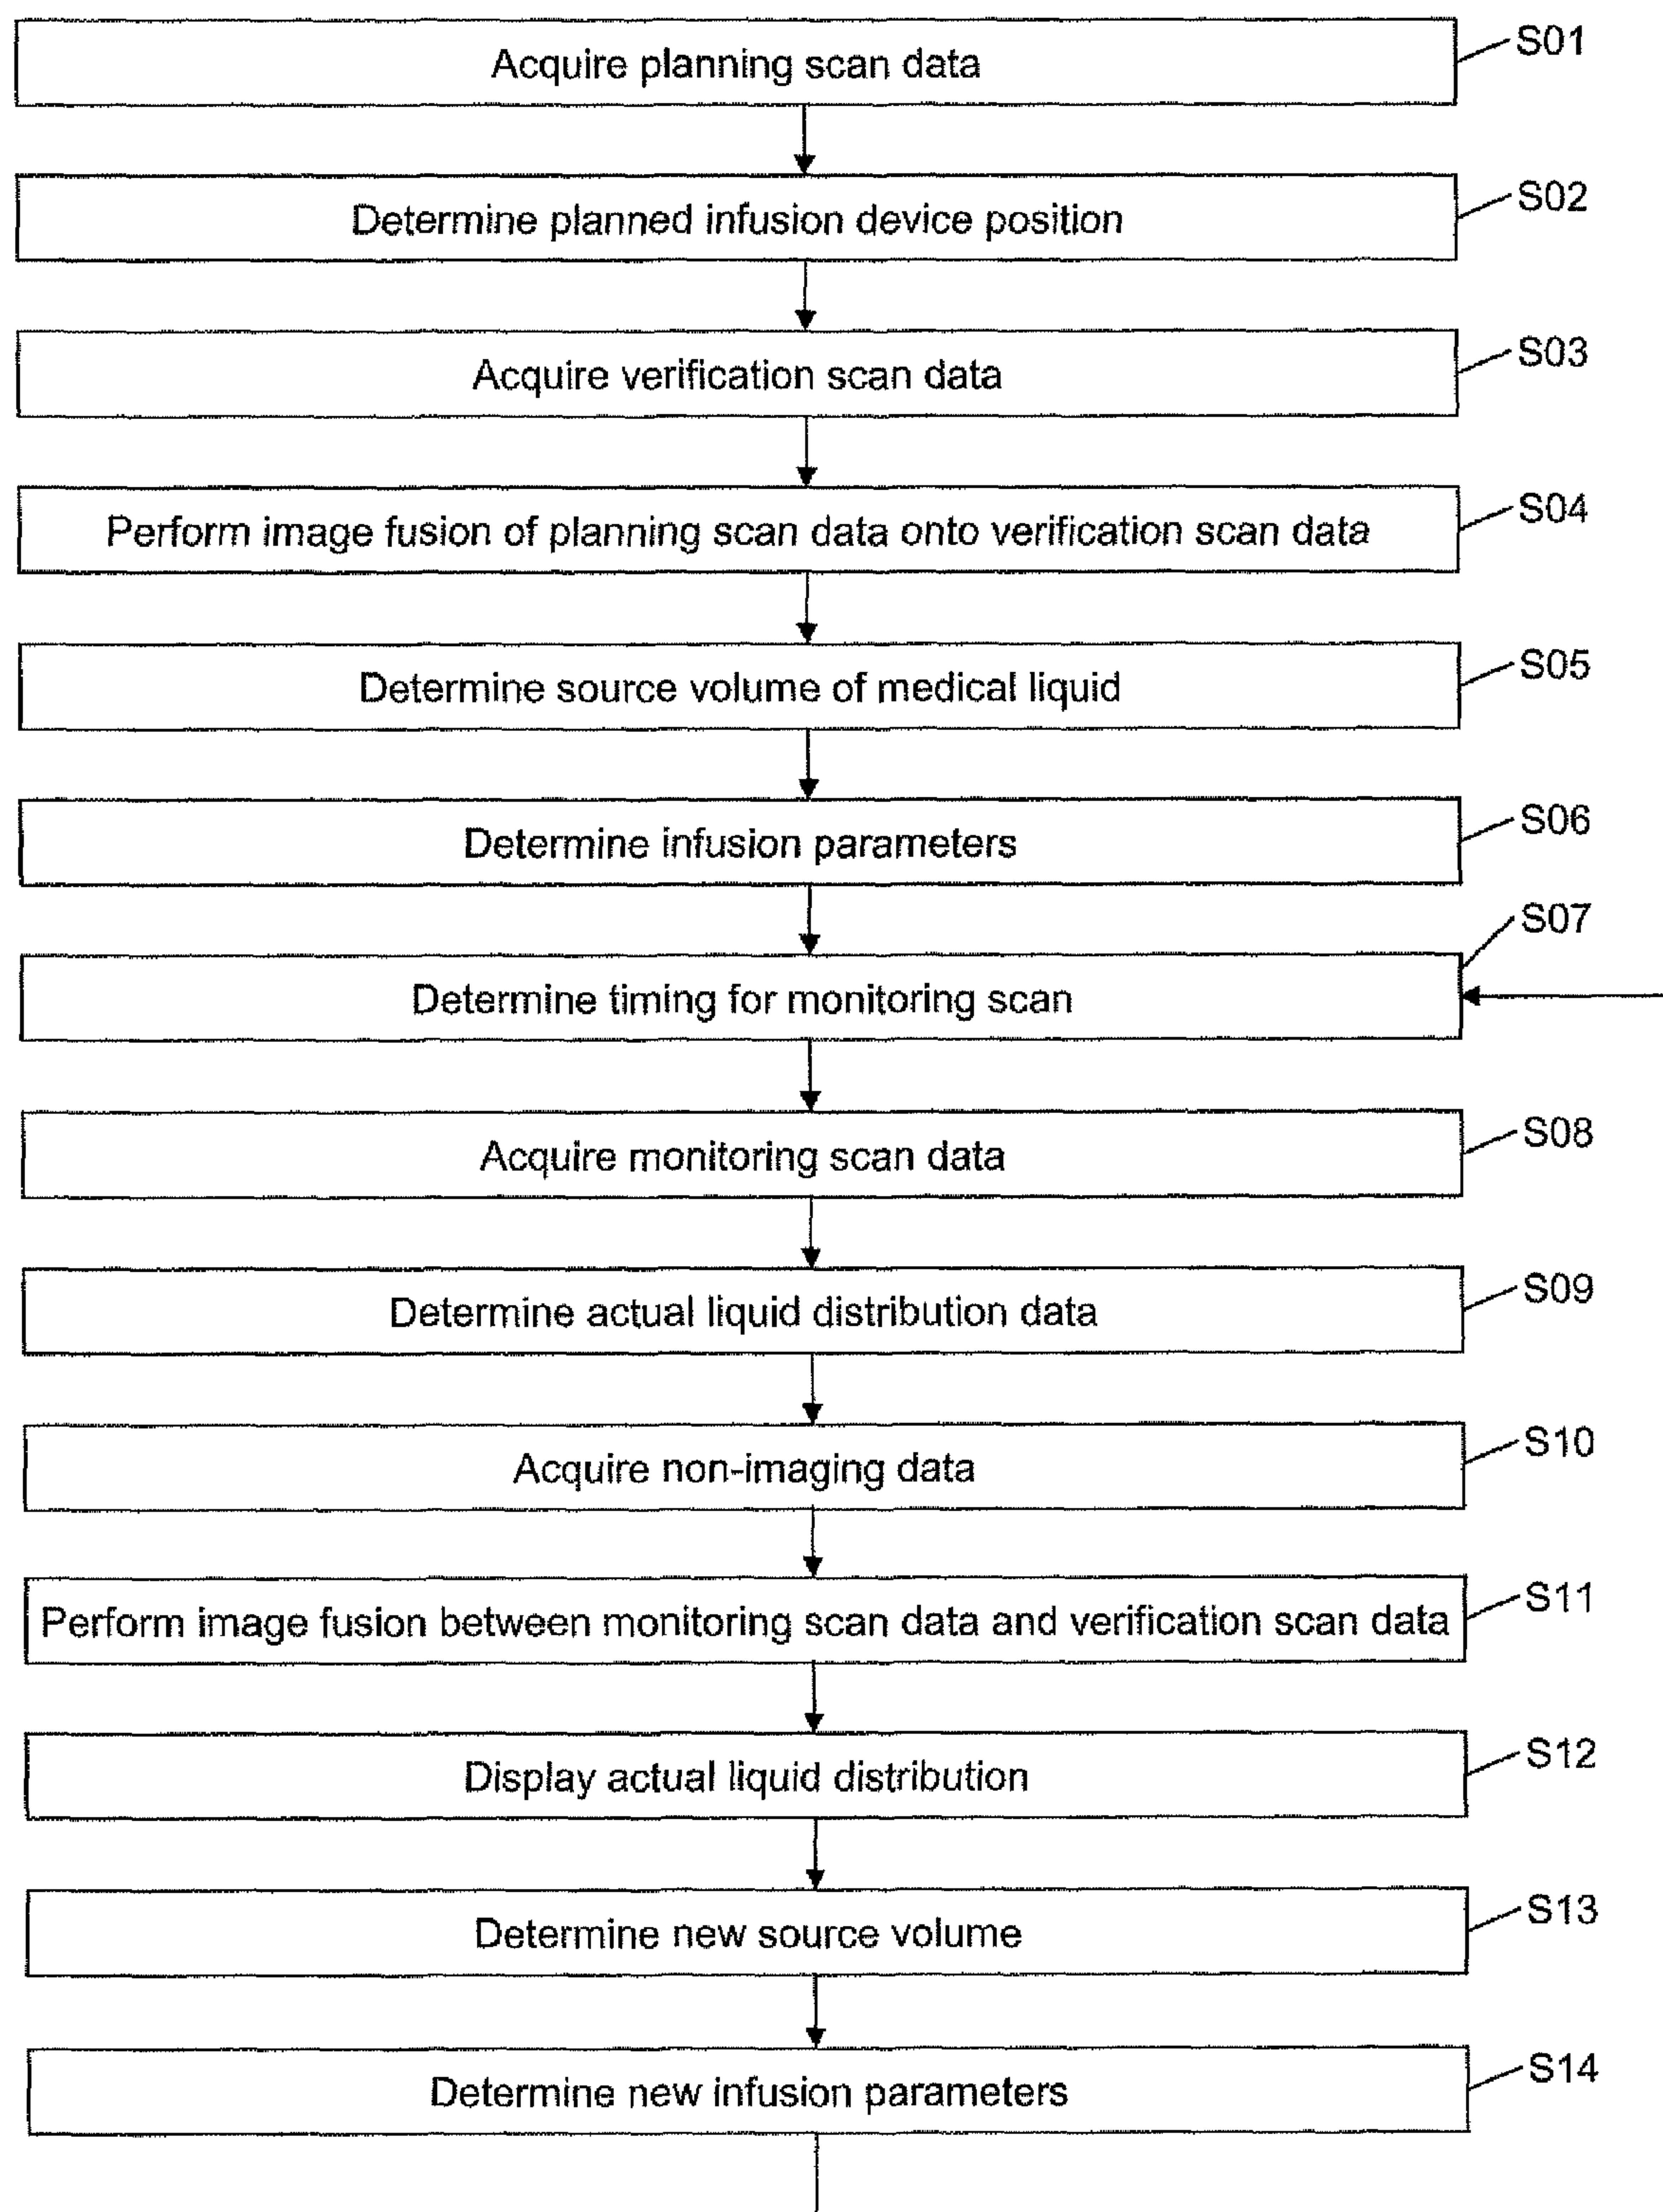 Acquire planning scan data
S01
Determine planned infusion device position
S02
Acquire verification scan data
S03
Perform image fusion of planning scan data onto verification scan data
S04
Determine source volume of medical liquid
S05
Determine infusion parameters
S06
Determine timing for monitoring scan
S07
Acquire monitoring scan data
S08
Determine actual liquid distribution data
S09
Acquire non-imaging data
S10
Perform image fusion between monitoring scan data and verification scan data
S11
Display actual liquid distribution
S12
Determine new source volume
S13
Determine new infusion parameters
S14